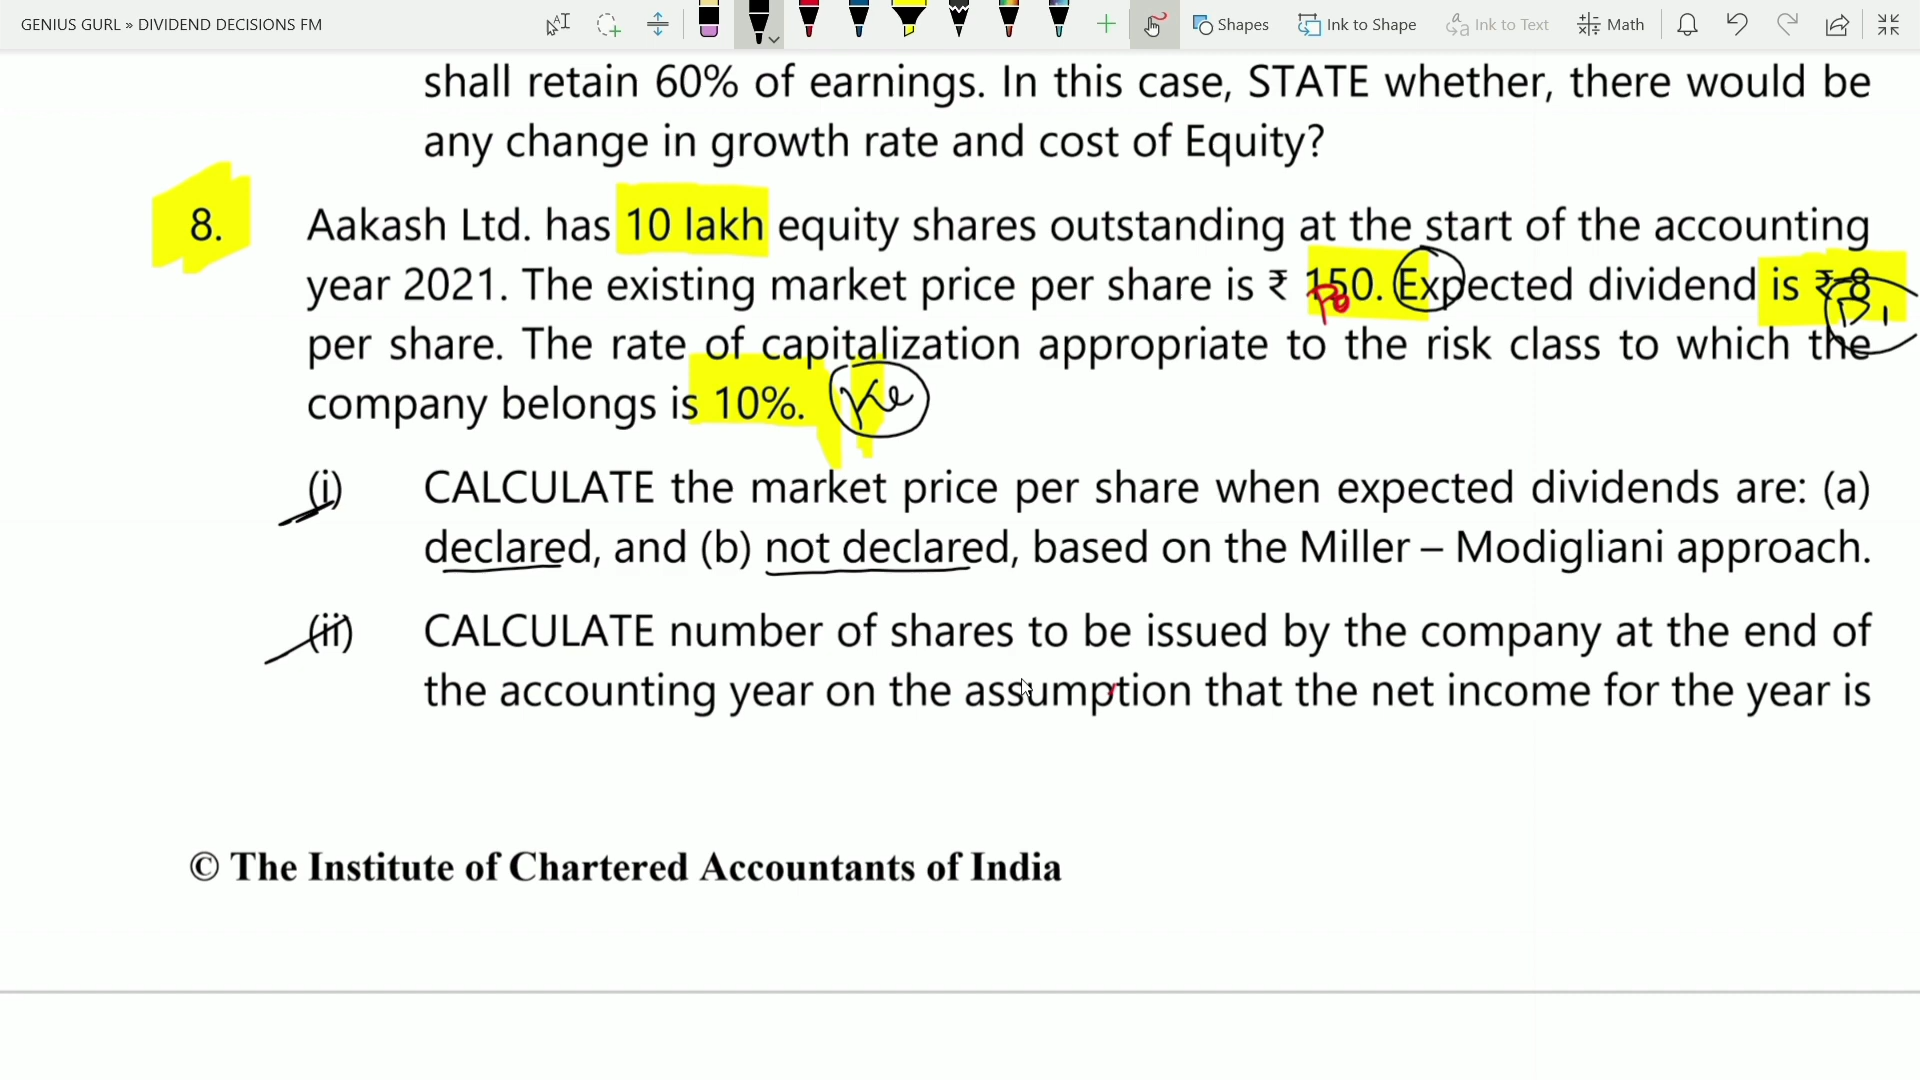 GENIUS GURL » DIVIDEND DECISIONS FM
Shapes
Ink to Shape
Ink to Text
Math
shall retain 60% of earnings. In this case, STATE whether, there would be
any change in growth rate and cost of Equity?
8. Aakash Ltd. has 10 lakh equity shares outstanding at the start of the accounting
year 2021. The existing market price per share is ₹ 150. Expected dividend is ₹ 8
P0
D1
per share. The rate of capitalization appropriate to the risk class to which the
company belongs is 10%. Ke
(i) CALCULATE the market price per share when expected dividends are: (a)
declared, and (b) not declared, based on the Miller – Modigliani approach.
(ii) CALCULATE number of shares to be issued by the company at the end of
the accounting year on the assumption that the net income for the year is
© The Institute of Chartered Accountants of India